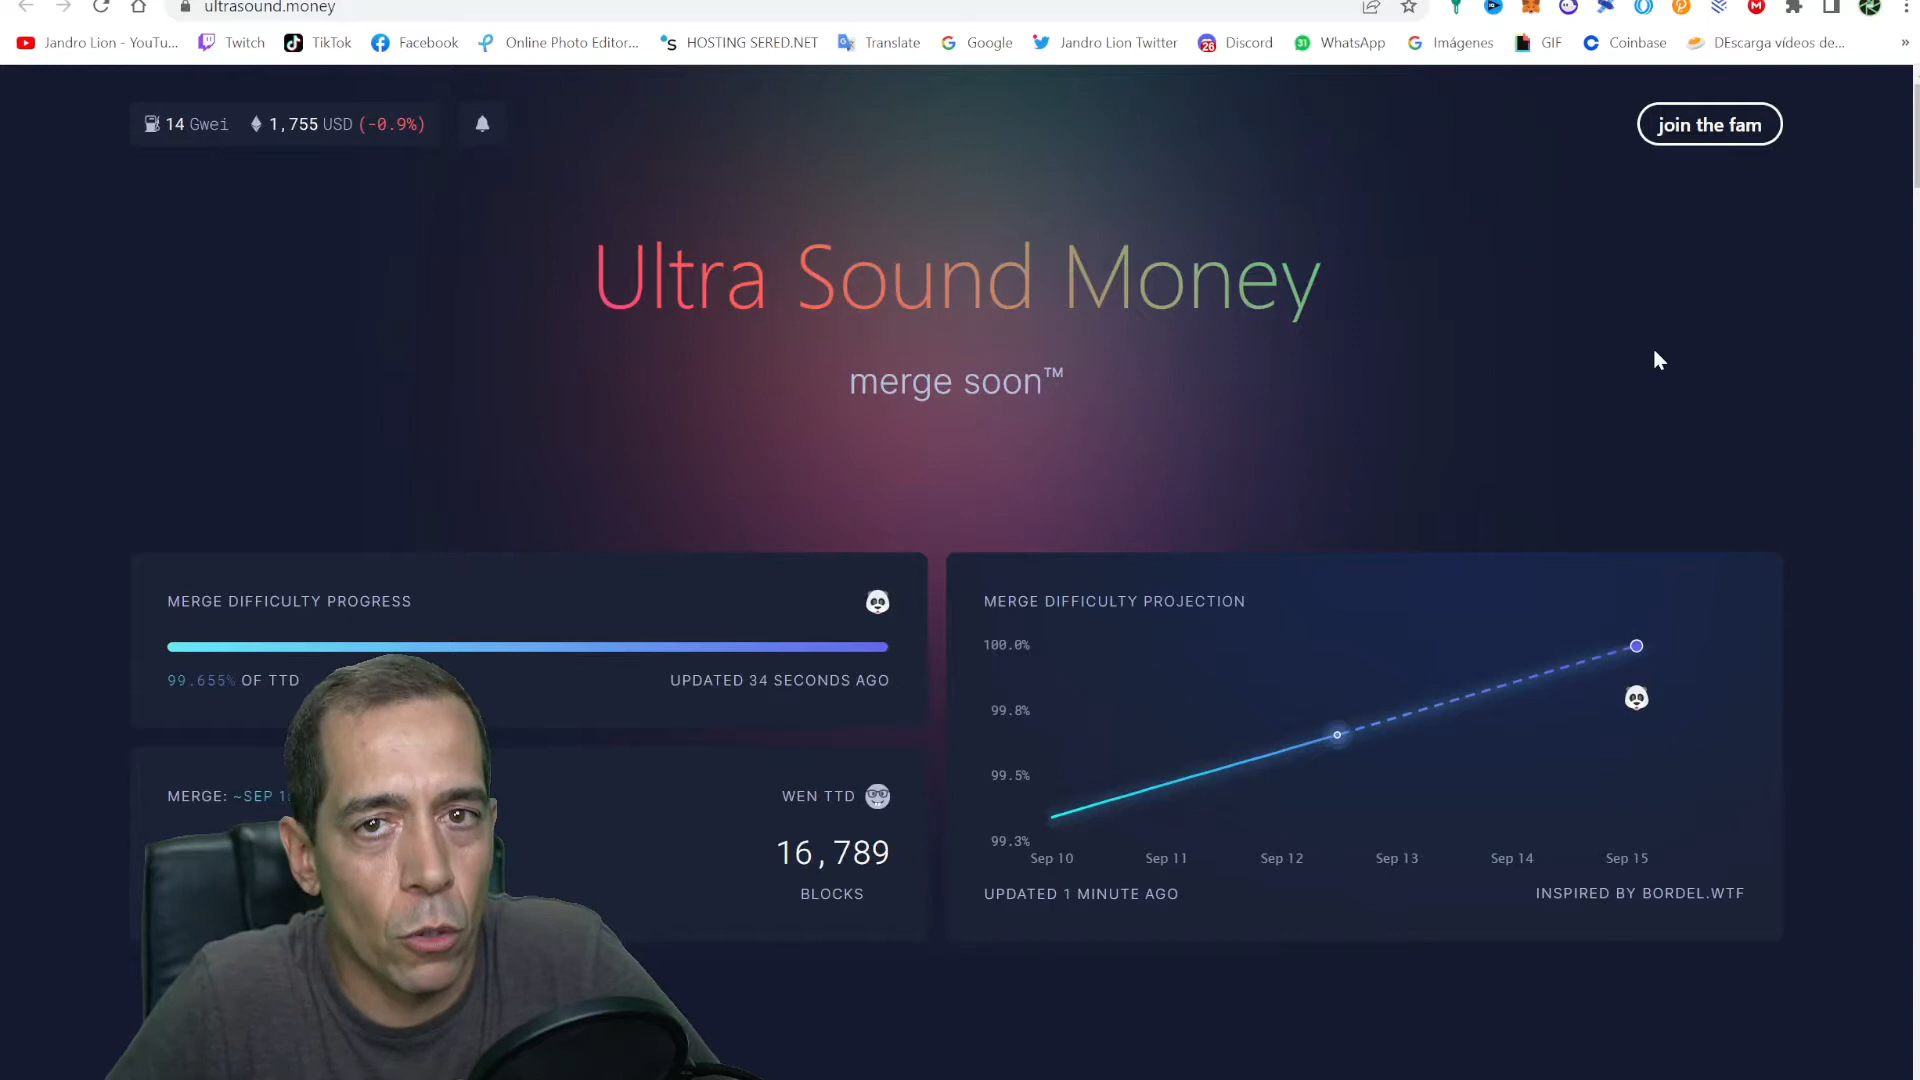 ultrasound.money
Jandro Lion - YouTu... Twitch TikTok Facebook Online Photo Editor... HOSTING SERED.NET Translate Google Jandro Lion Twitter Discord WhatsApp Imágenes GIF Coinbase DEscarga vídeos de... »
14 Gwei 1,755 USD (-0.9%)
join the fam
Ultra Sound Money
merge soon™
MERGE DIFFICULTY PROGRESS
99.655% OF TTD UPDATED 34 SECONDS AGO
MERGE: ~SEP
WEN TTD
16,789
BLOCKS
MERGE DIFFICULTY PROJECTION
100.0%
99.8%
99.5%
99.3%
Sep 10 Sep 11 Sep 12 Sep 13 Sep 14 Sep 15
UPDATED 1 MINUTE AGO INSPIRED BY BORDEL.WTF